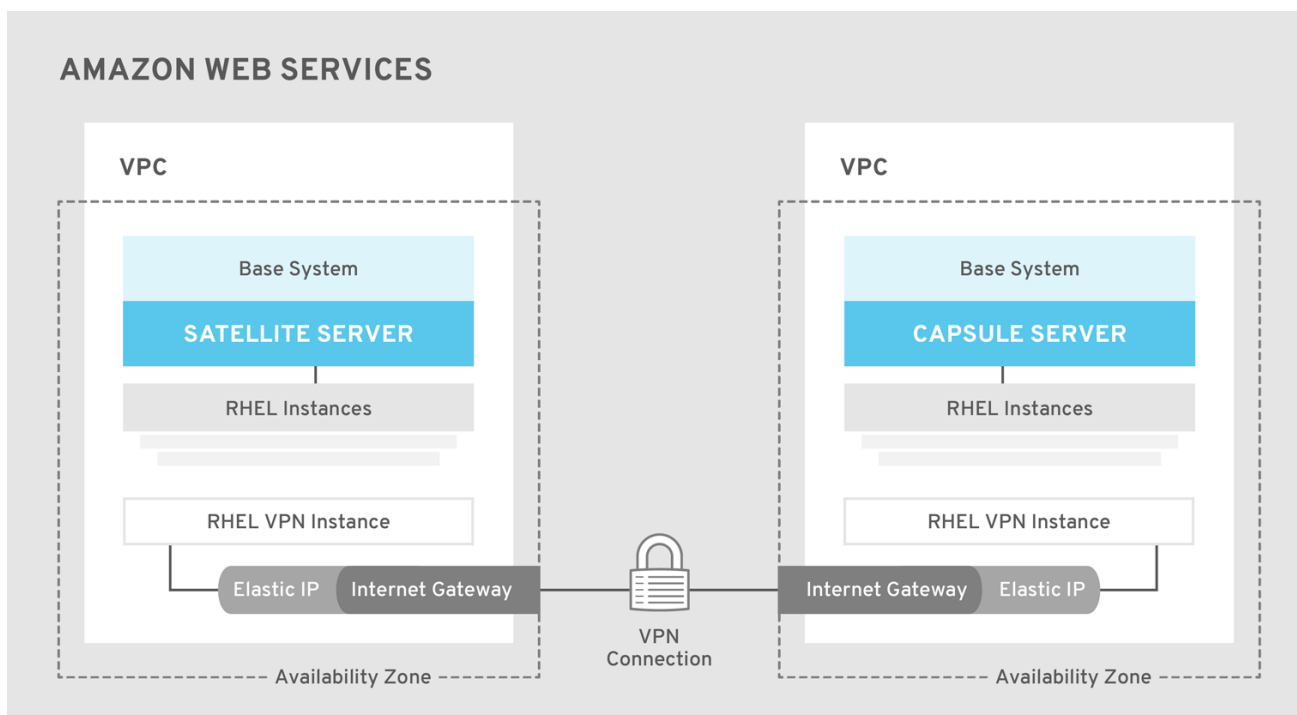 AMAZON WEB SERVICES
VPC
Base System
SATELLITE SERVER
RHEL Instances
RHEL VPN Instance
Elastic IP
Internet Gateway
Availability Zone
VPN
Connection
VPC
Base System
CAPSULE SERVER
RHEL Instances
RHEL VPN Instance
Internet Gateway
Elastic IP
Availability Zone